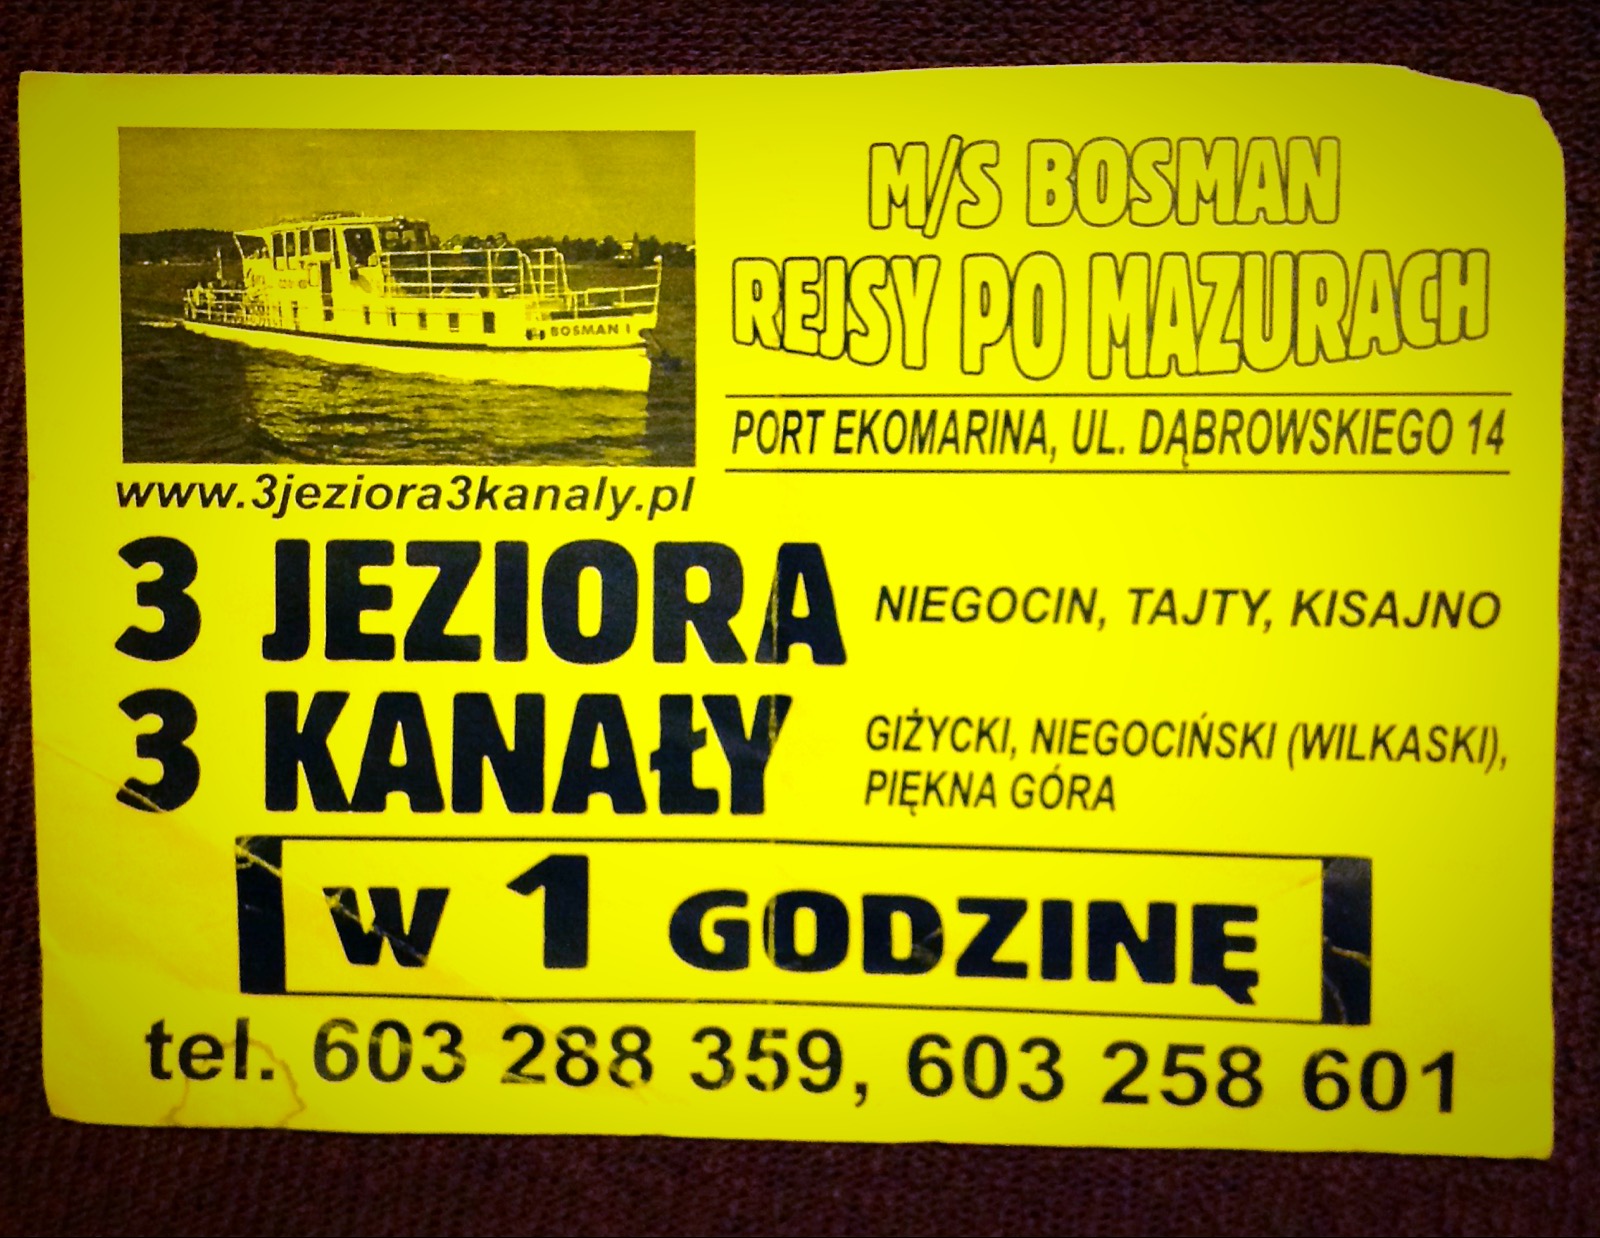 M/S BOSMAN
REJSY PO MAZURACH
PORT EKOMARINA, UL. DĄBROWSKIEGO 14
BOSMAN I
www.3jeziora3kanaly.pl
3 JEZIORA
NIEGOCIN, TAJTY, KISAJNO
3 KANAŁY
GIŻYCKI, NIEGOCIŃSKI (WILKASKI),
PIĘKNA GÓRA
W 1 GODZINĘ
tel. 603 288 359, 603 258 601